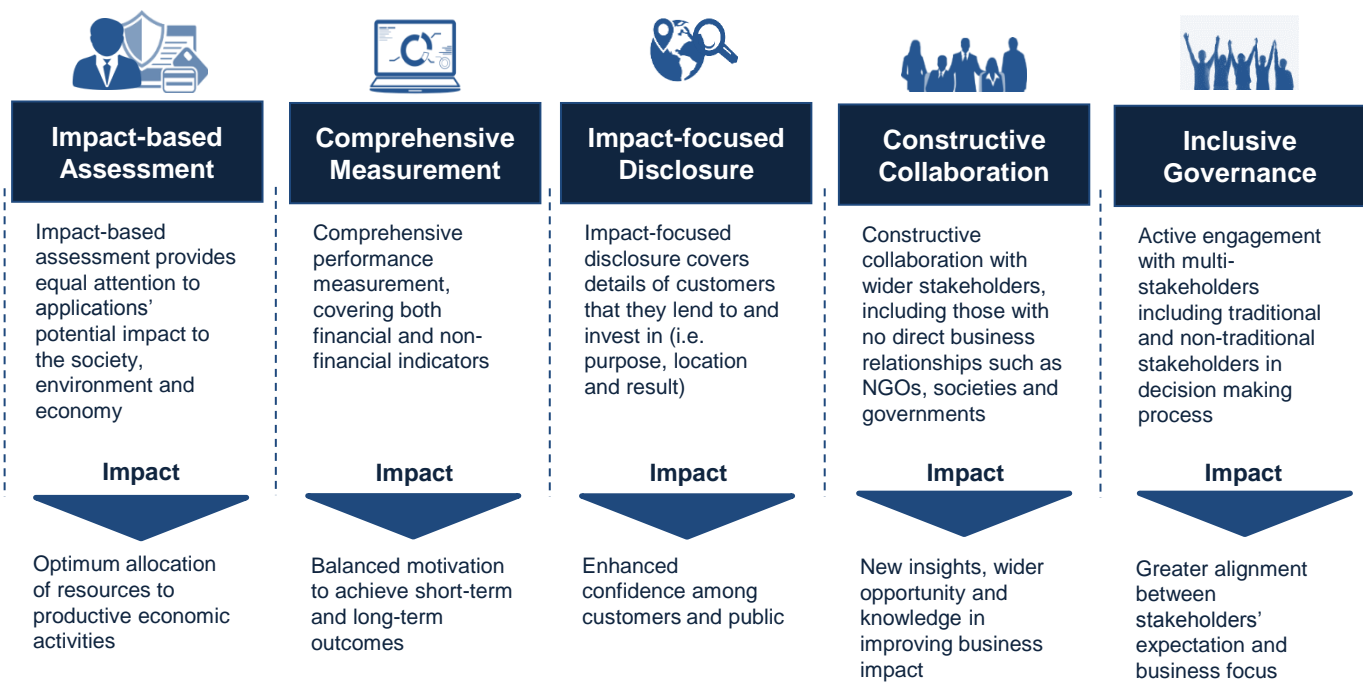 Impact-based
Assessment
Impact-based
assessment provides
equal attention to
applications’
potential impact to
the society,
environment and
economy
Impact
Optimum allocation
of resources to
productive economic
activities
Comprehensive
Measurement
Comprehensive
performance
measurement,
covering both
financial and non-
financial indicators
Impact
Balanced motivation
to achieve short-term
and long-term
outcomes
Impact-focused
Disclosure
Impact-focused
disclosure covers
details of customers
that they lend to and
invest in (i.e.
purpose, location
and result)
Impact
Enhanced
confidence among
customers and public
Constructive
Collaboration
Constructive
collaboration with
wider stakeholders,
including those with
no direct business
relationships such as
NGOs, societies and
governments
Impact
New insights, wider
opportunity and
knowledge in
improving business
impact
Inclusive
Governance
Active engagement
with multi-
stakeholders
including traditional
and non-traditional
stakeholders in
decision making
process
Impact
Greater alignment
between
stakeholders’
expectation and
business focus